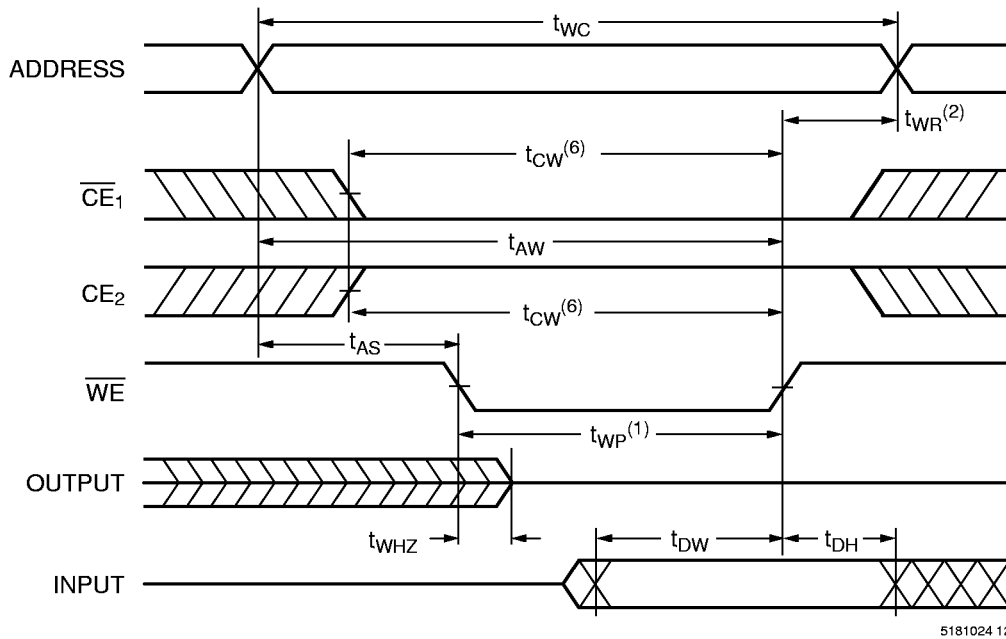 tWC
ADDRESS
tWR(2)
tCW(6)
CE1
tAW
CE2
tCW(6)
tAS
WE
tWP(1)
OUTPUT
tWHZ
tDW
tDH
INPUT
5181024 12